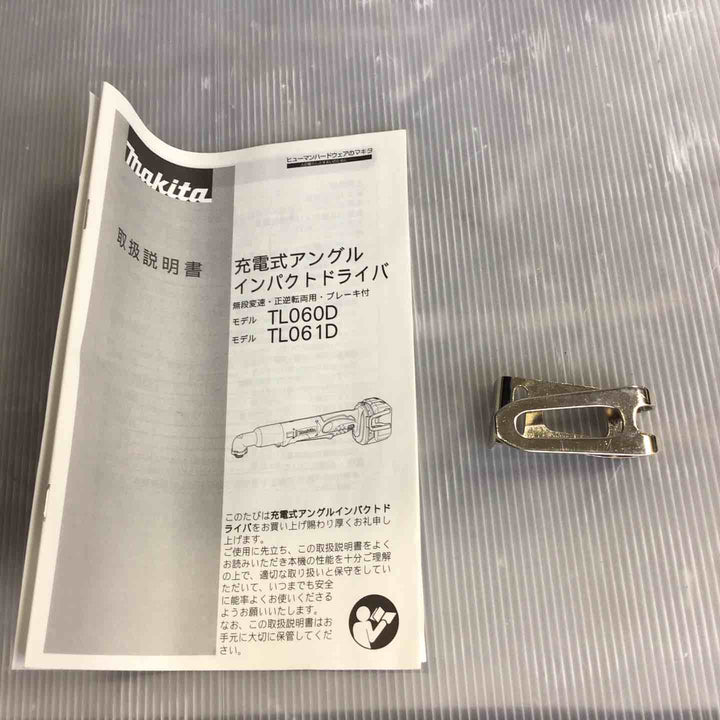 makita
ヒューマンハードウェアのマキタ
取扱説明書
充電式アングル
インパクトドライバ
無段変速・正逆転両用・ブレーキ付
モデル TL060D
モデル TL061D
このたびは充電式アングルインパクトド
ライバをお買い上げ賜わり厚くお礼申し
上げます。
ご使用に先立ち、この取扱説明書をよく
お読みいただき本機の性能を十分ご理解
の上で、適切な取り扱いと保守をしてい
ただいて、いつまでも安全
に能率よくお使いくださる
ようお願いいたします。
なお、この取扱説明書はお
手元に大切に保管してくだ
さい。